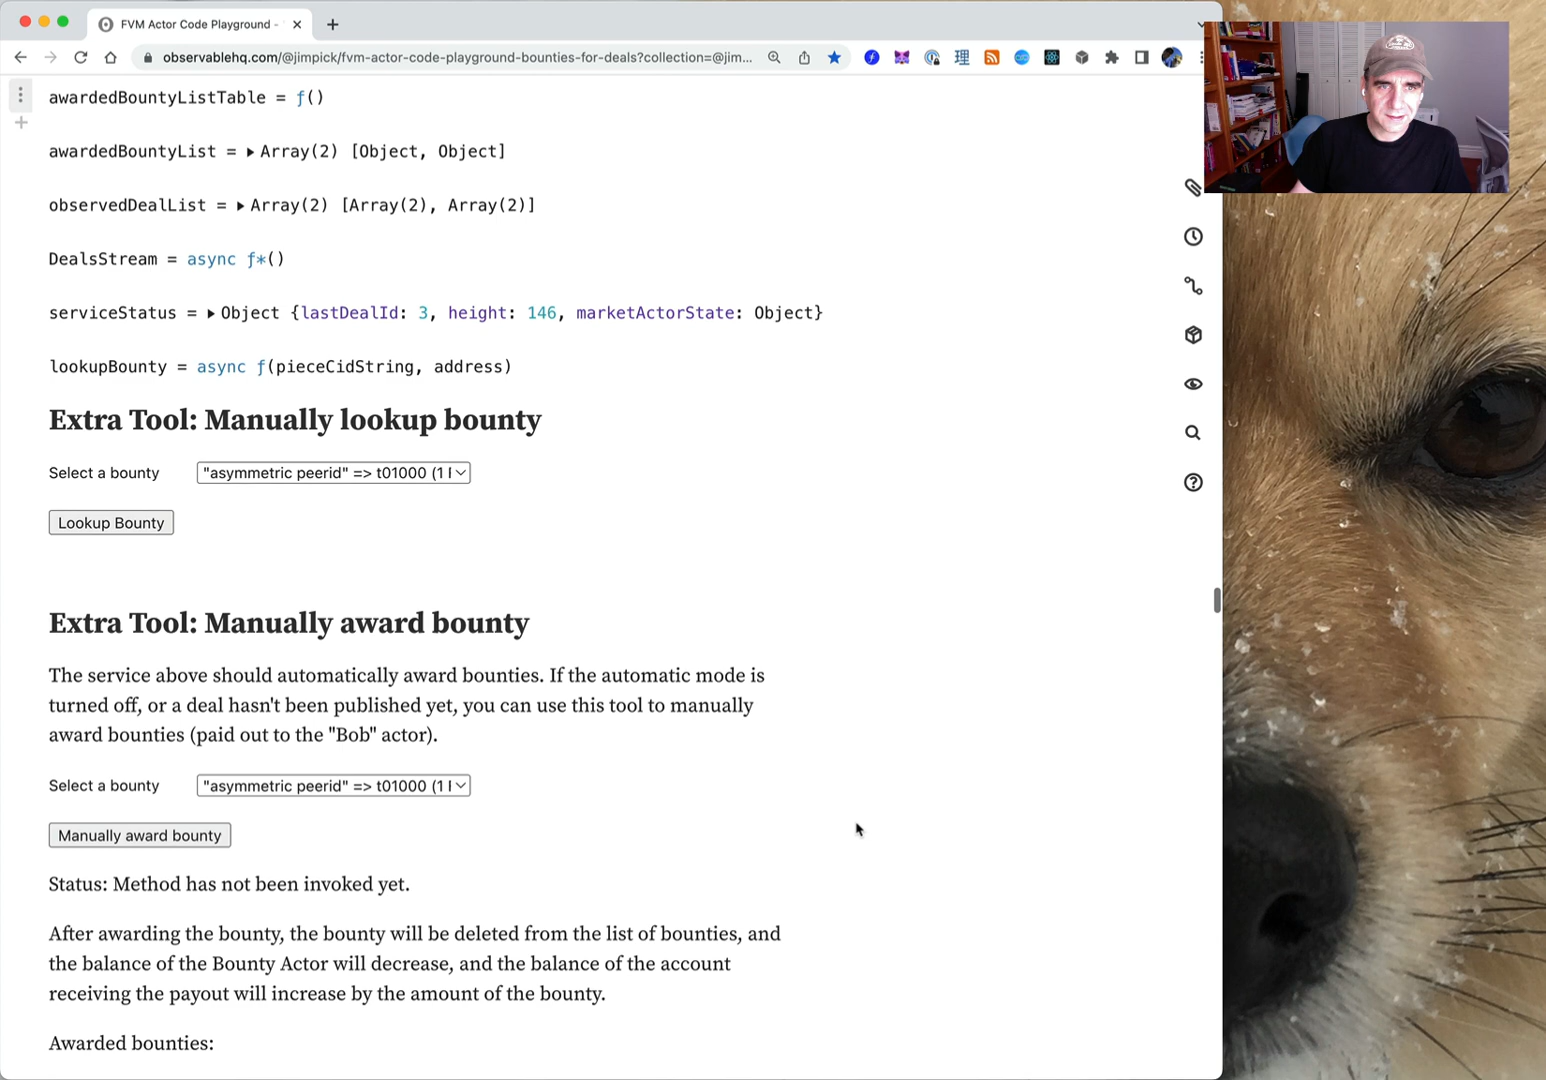 FVM Actor Code Playground -
observablehq.com/@jimpick/fvm-actor-code-playground-bounties-for-deals?collection=@jim...
awardedBountyListTable = ƒ()
awardedBountyList = ▸ Array(2) [Object, Object]
observedDealList = ▸ Array(2) [Array(2), Array(2)]
DealsStream = async ƒ*()
serviceStatus = ▸ Object {lastDealId: 3, height: 146, marketActorState: Object}
lookupBounty = async ƒ(pieceCidString, address)
Extra Tool: Manually lookup bounty
Select a bounty "asymmetric peerid" => t01000 (1
Lookup Bounty
Extra Tool: Manually award bounty
The service above should automatically award bounties. If the automatic mode is
turned off, or a deal hasn't been published yet, you can use this tool to manually
award bounties (paid out to the "Bob" actor).
Select a bounty "asymmetric peerid" => t01000 (1
Manually award bounty
Status: Method has not been invoked yet.
After awarding the bounty, the bounty will be deleted from the list of bounties, and
the balance of the Bounty Actor will decrease, and the balance of the account
receiving the payout will increase by the amount of the bounty.
Awarded bounties: